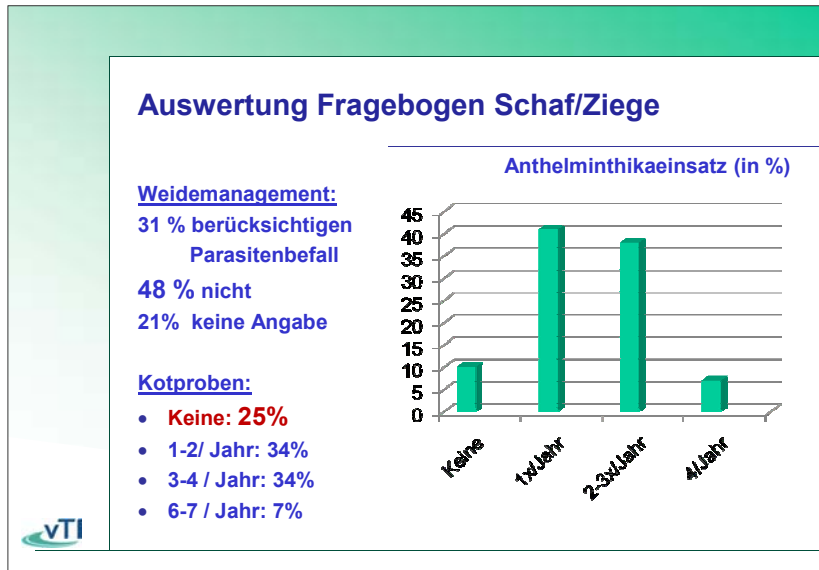 Auswertung Fragebogen Schaf/Ziege
Weidemanagement:
31 % berücksichtigen
Parasitenbefall
48 % nicht
21% keine Angabe
Kotproben:
• Keine: 25%
• 1-2/ Jahr: 34%
• 3-4 / Jahr: 34%
• 6-7 / Jahr: 7%
Anthelminthikaeinsatz (in %)
45
40
35
30
25
20
15
10
5
0
Keine
1x/Jahr
2-3x/Jahr
4/Jahr
vTI